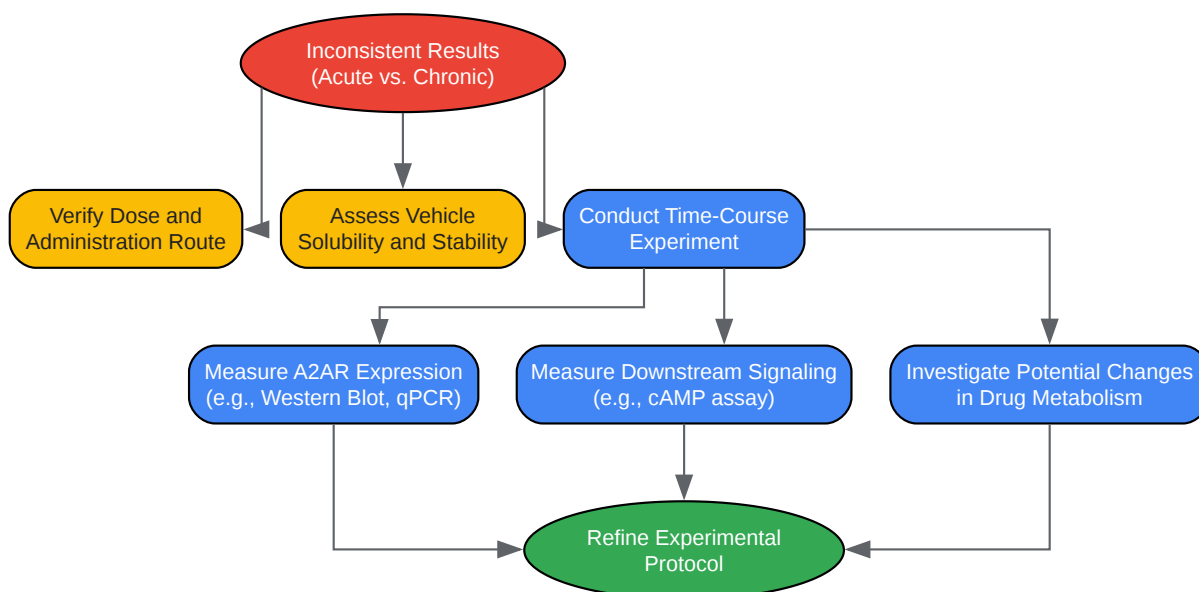 Inconsistent Results
(Acute vs. Chronic)
Verify Dose and
Administration Route
Assess Vehicle
Solubility and Stability
Conduct Time-Course
Experiment
Measure A2AR Expression
(e.g., Western Blot, qPCR)
Measure Downstream Signaling
(e.g., cAMP assay)
Investigate Potential Changes
in Drug Metabolism
Refine Experimental
Protocol